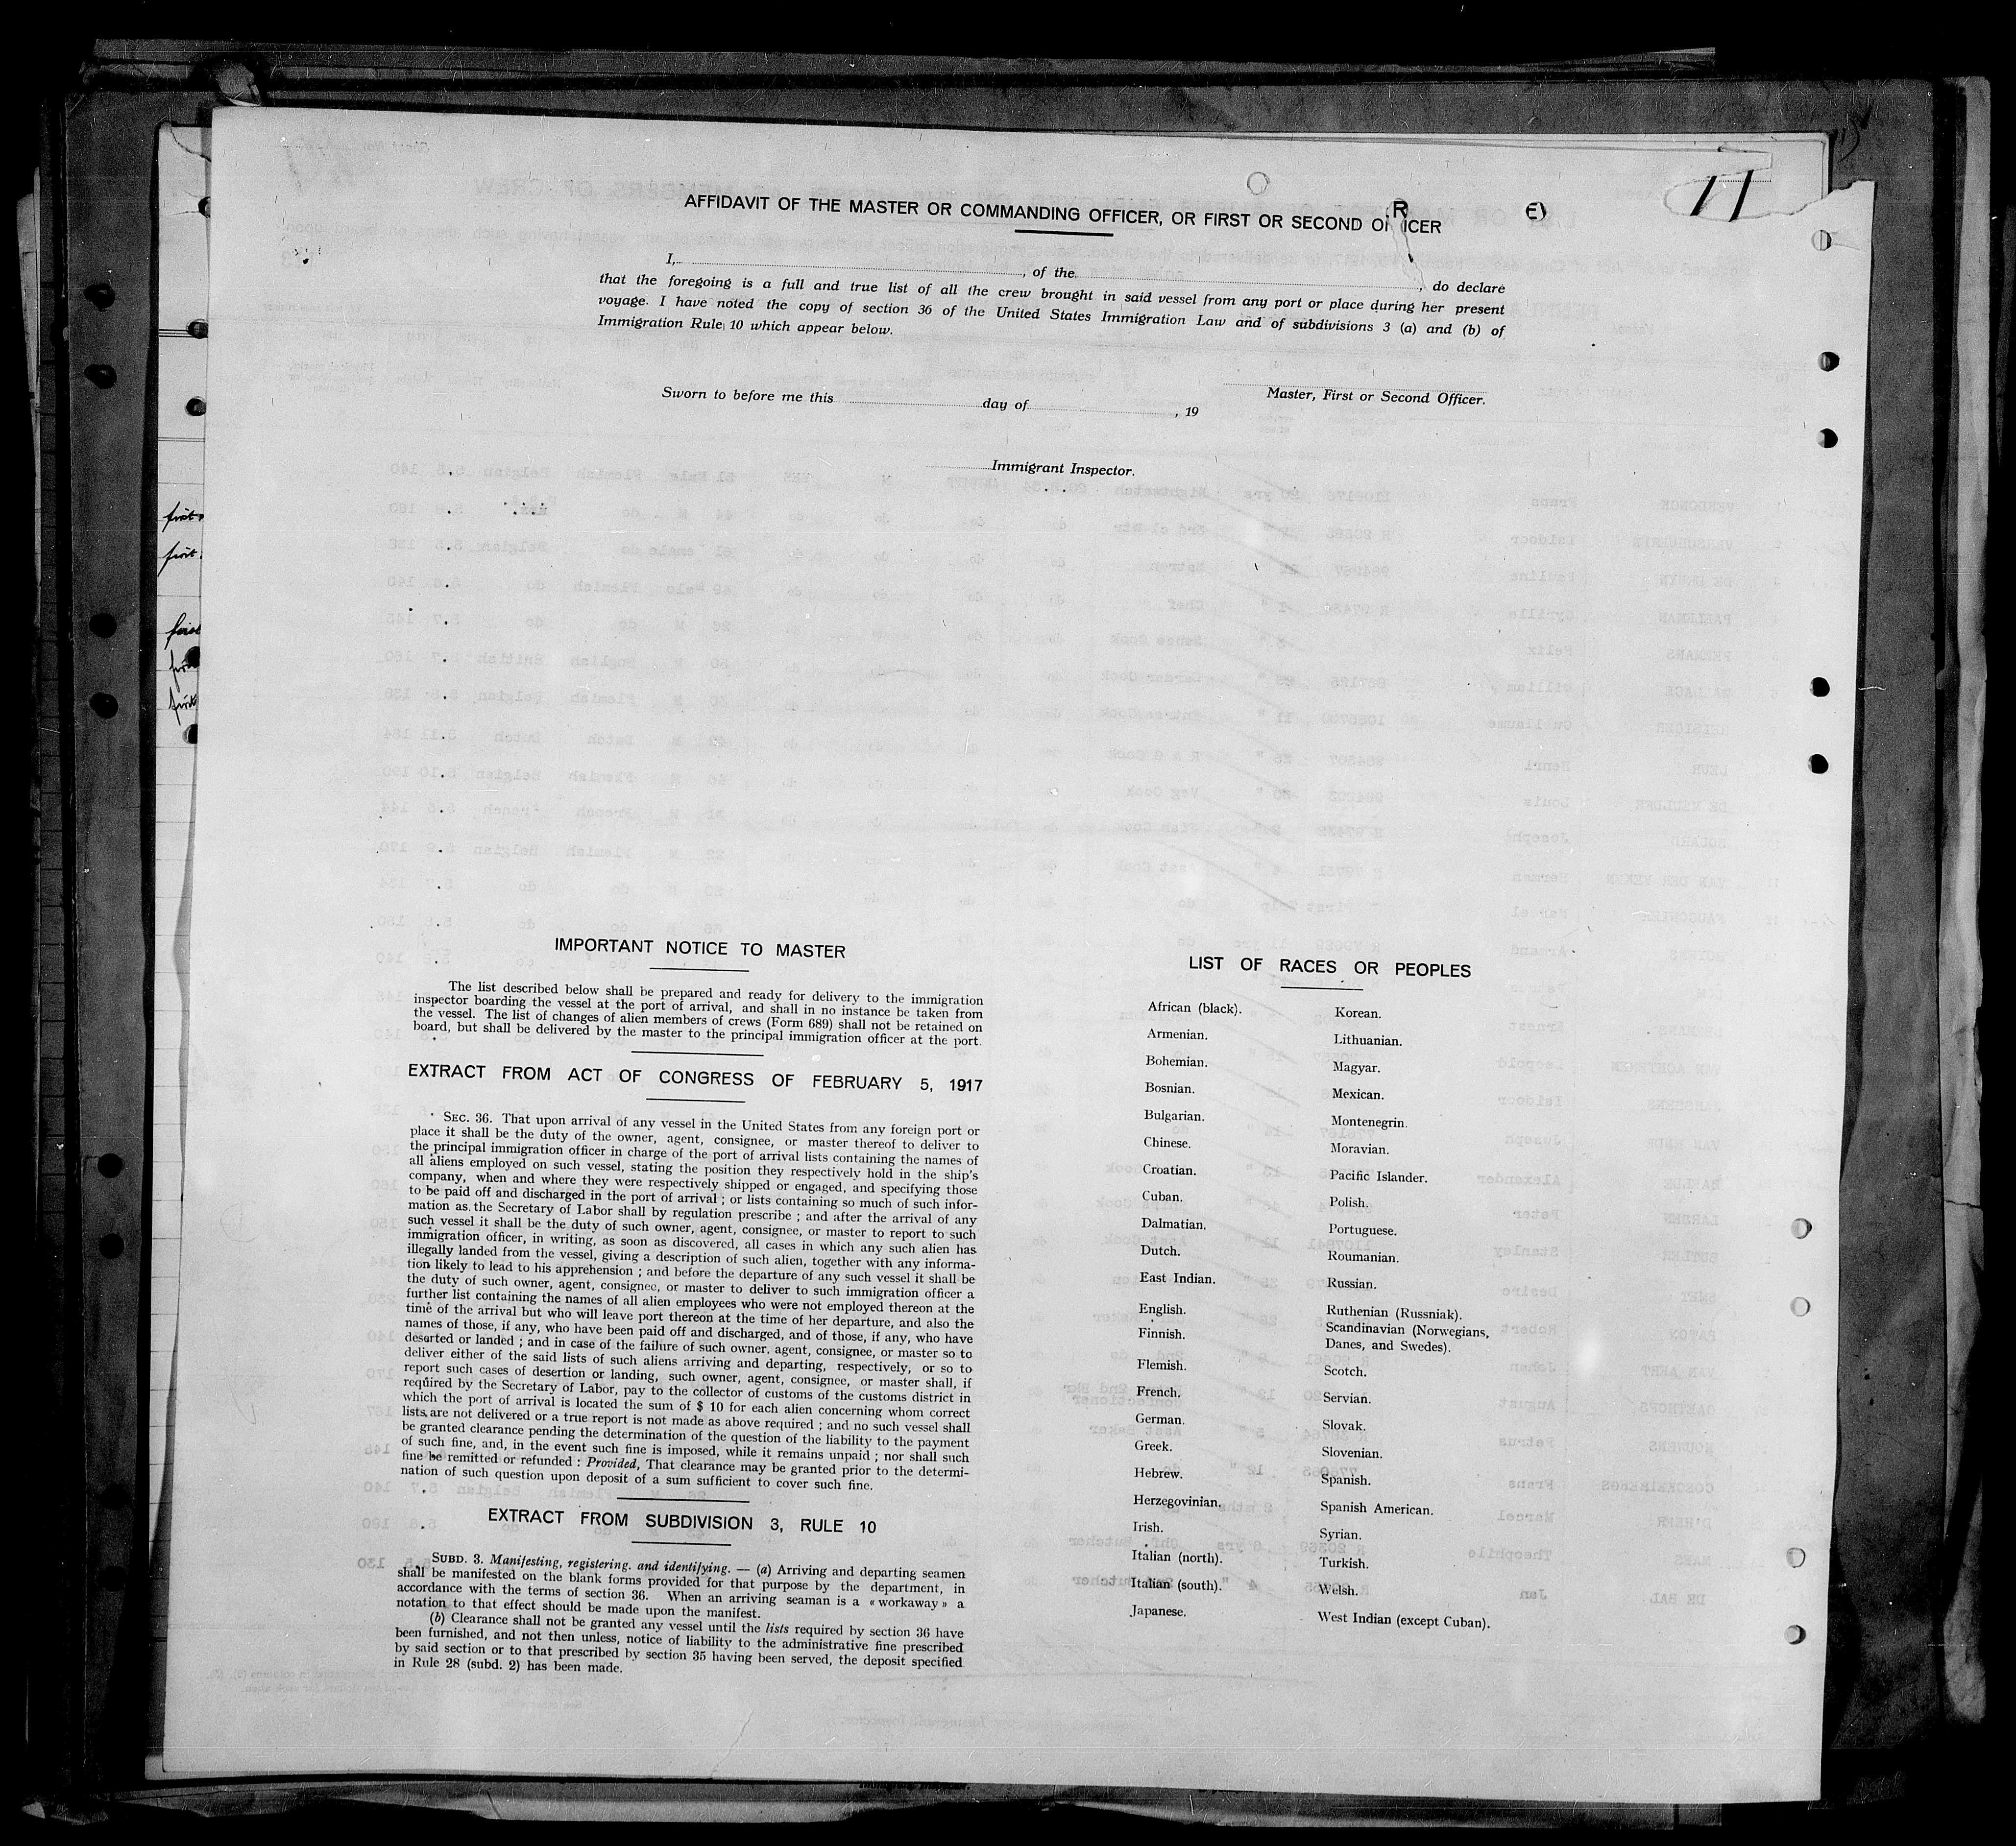 11
AFFIDAVIT OF THE MASTER OR COMMANDING OFFICER, OR FIRST OR SECOND OFFICER
R E
I, , of the , do declare
that the foregoing is a full and true list of all the crew brought in said vessel from any port or place during her present
voyage. I have noted the copy of section 36 of the United States Immigration Law and of subdivisions 3 (a) and (b) of
Immigration Rule 10 which appear below.
Master, First or Second Officer.
Sworn to before me this day of , 19
Immigrant Inspector.
first
first
first
first
IMPORTANT NOTICE TO MASTER
The list described below shall be prepared and ready for delivery to the immigration
inspector boarding the vessel at the port of arrival, and shall in no instance be taken from
the vessel. The list of changes of alien members of crews (Form 689) shall not be retained on
board, but shall be delivered by the master to the principal immigration officer at the port.
EXTRACT FROM ACT OF CONGRESS OF FEBRUARY 5, 1917
SEC. 36. That upon arrival of any vessel in the United States from any foreign port or
place it shall be the duty of the owner, agent, consignee, or master thereof to deliver to
the principal immigration officer in charge of the port of arrival lists containing the names of
all aliens employed on such vessel, stating the position they respectively hold in the ship's
company, when and where they were respectively shipped or engaged, and specifying those
to be paid off and discharged in the port of arrival ; or lists containing so much of such infor-
mation as the Secretary of Labor shall by regulation prescribe ; and after the arrival of any
such vessel it shall be the duty of such owner, agent, consignee, or master to report to such
immigration officer, in writing, as soon as discovered, all cases in which any such alien has
illegally landed from the vessel, giving a description of such alien, together with any informa-
tion likely to lead to his apprehension ; and before the departure of any such vessel it shall be
the duty of such owner, agent, consignee, or master to deliver to such immigration officer a
further list containing the names of all alien employees who were not employed thereon at the
time of the arrival but who will leave port thereon at the time of her departure, and also the
names of those, if any, who have been paid off and discharged, and of those, if any, who have
deserted or landed ; and in case of the failure of such owner, agent, consignee, or master so to
deliver either of the said lists of such aliens arriving and departing, respectively, or so to
report such cases of desertion or landing, such owner, agent, consignee, or master shall, if
required by the Secretary of Labor, pay to the collector of customs of the customs district in
which the port of arrival is located the sum of $ 10 for each alien concerning whom correct
lists are not delivered or a true report is not made as above required ; and no such vessel shall
be granted clearance pending the determination of the question of the liability to the payment
of such fine, and, in the event such fine is imposed, while it remains unpaid ; nor shall such
fine be remitted or refunded : Provided, That clearance may be granted prior to the determi-
nation of such question upon deposit of a sum sufficient to cover such fine.
EXTRACT FROM SUBDIVISION 3, RULE 10
SUBD. 3. Manifesting, registering. and identifying. — (a) Arriving and departing seamen
shall be manifested on the blank forms provided for that purpose by the department, in
accordance with the terms of section 36. When an arriving seaman is a « workaway » a
notation to that effect should be made upon the manifest.
(b) Clearance shall not be granted any vessel until the lists required by section 36 have
been furnished, and not then unless, notice of liability to the administrative fine prescribed
by said section or to that prescribed by section 35 having been served, the deposit specified
in Rule 28 (subd. 2) has been made.
LIST OF RACES OR PEOPLES
African (black).
Armenian.
Bohemian.
Bosnian.
Bulgarian.
Chinese.
Croatian.
Cuban.
Dalmatian.
Dutch.
East Indian.
English.
Finnish.
Flemish.
French.
German.
Greek.
Hebrew.
Herzegovinian.
Irish.
Italian (north).
Italian (south).
Japanese.
Korean.
Lithuanian.
Magyar.
Mexican.
Montenegrin.
Moravian.
Pacific Islander.
Polish.
Portuguese.
Roumanian.
Russian.
Ruthenian (Russniak).
Scandinavian (Norwegians,
Danes, and Swedes).
Scotch.
Servian.
Slovak.
Slovenian.
Spanish.
Spanish American.
Syrian.
Turkish.
Welsh.
West Indian (except Cuban).